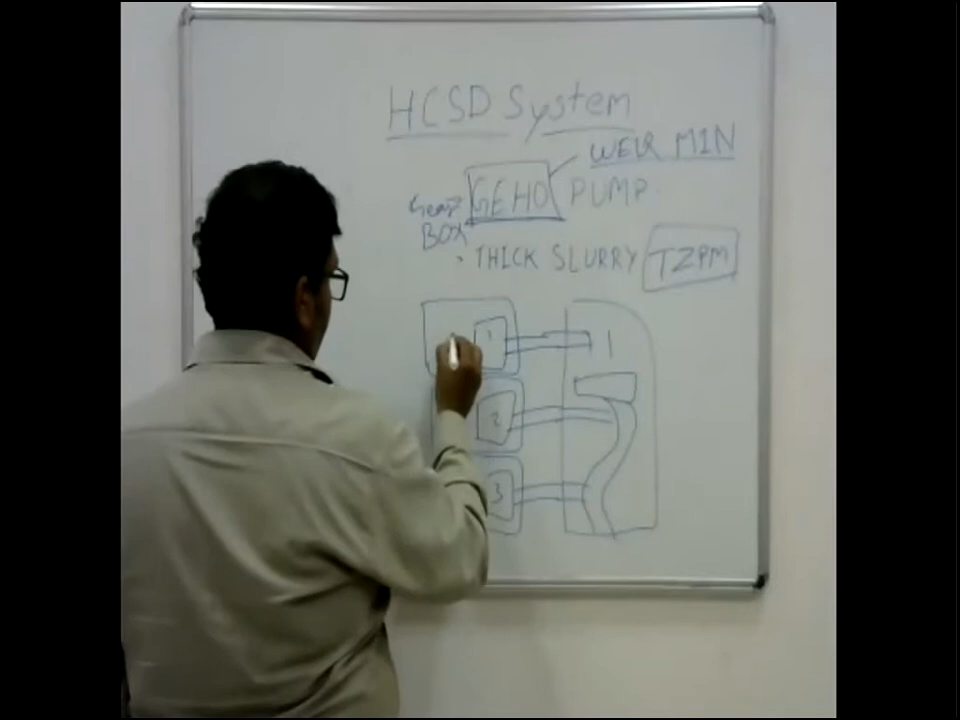 HCSD System
WEIR MIN
GEHO PUMP
Gear
BOX
THICK SLURRY TZPM
1
1
2
3